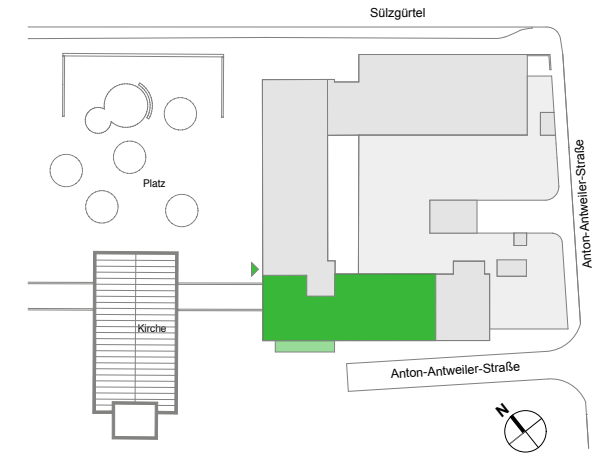 Sülzgürtel
Anton-Antweiler-Straße
Platz
Kirche
Anton-Antweiler-Straße
N